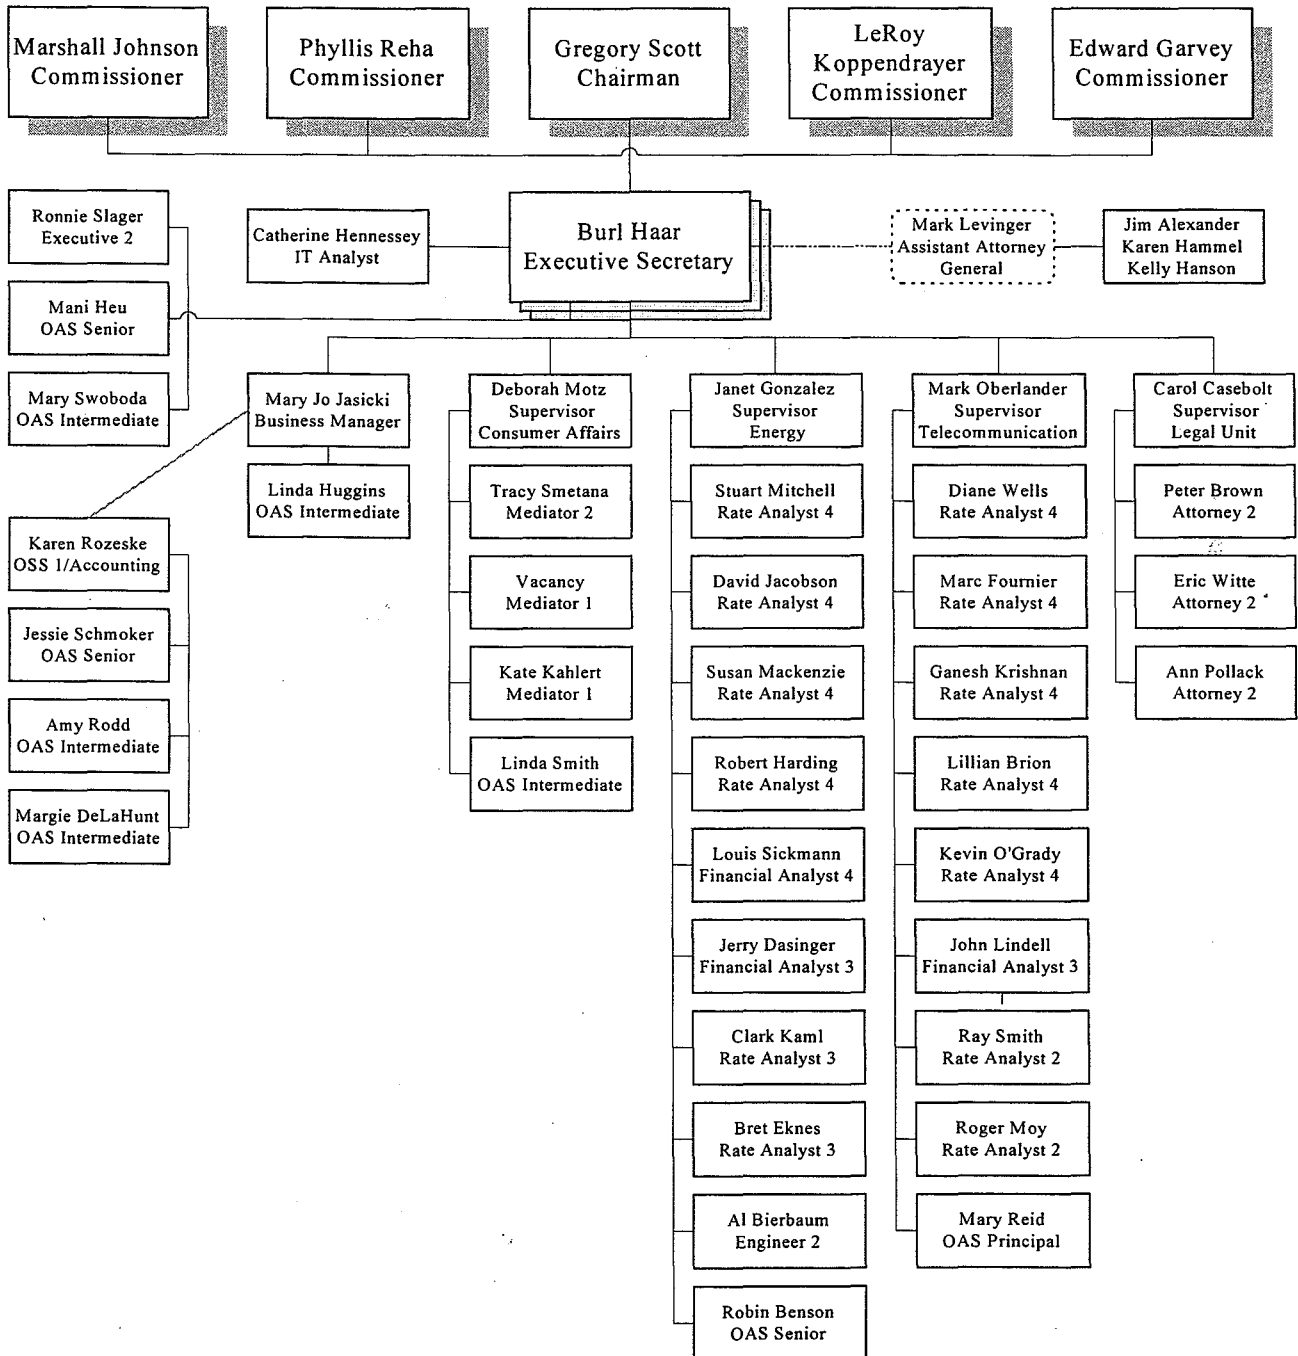 Marshall Johnson
Commissioner
Phyllis Reha
Commissioner
Gregory Scott
Chairman
LeRoy
Koppendrayer
Commissioner
Edward Garvey
Commissioner
Ronnie Slager
Executive 2
Catherine Hennessey
IT Analyst
Burl Haar
Executive Secretary
Mark Levinger
Assistant Attorney
General
Jim Alexander
Karen Hammel
Kelly Hanson
Mani Heu
OAS Senior
Mary Swoboda
OAS Intermediate
Mary Jo Jasicki
Business Manager
Linda Huggins
OAS Intermediate
Karen Rozeske
OSS 1/Accounting
Jessie Schmoker
OAS Senior
Amy Rodd
OAS Intermediate
Margie DeLaHunt
OAS Intermediate
Deborah Motz
Supervisor
Consumer Affairs
Tracy Smetana
Mediator 2
Vacancy
Mediator 1
Kate Kahlert
Mediator 1
Linda Smith
OAS Intermediate
Janet Gonzalez
Supervisor
Energy
Stuart Mitchell
Rate Analyst 4
David Jacobson
Rate Analyst 4
Susan Mackenzie
Rate Analyst 4
Robert Harding
Rate Analyst 4
Louis Sickmann
Financial Analyst 4
Jerry Dasinger
Financial Analyst 3
Clark Kaml
Rate Analyst 3
Bret Eknes
Rate Analyst 3
Al Bierbaum
Engineer 2
Robin Benson
OAS Senior
Mark Oberlander
Supervisor
Telecommunication
Diane Wells
Rate Analyst 4
Marc Fournier
Rate Analyst 4
Ganesh Krishnan
Rate Analyst 4
Lillian Brion
Rate Analyst 4
Kevin O'Grady
Rate Analyst 4
John Lindell
Financial Analyst 3
Ray Smith
Rate Analyst 2
Roger Moy
Rate Analyst 2
Mary Reid
OAS Principal
Carol Casebolt
Supervisor
Legal Unit
Peter Brown
Attorney 2
Eric Witte
Attorney 2
Ann Pollack
Attorney 2